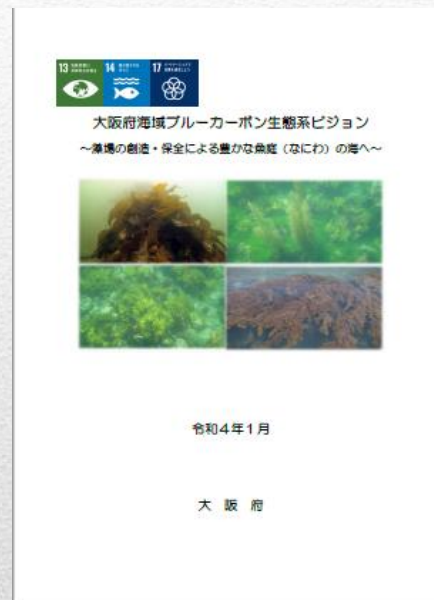 13
14
17
大阪府海域ブルーカーボン生態系ビジョン
～藻場の創造・保全による豊かな魚庭（なにわ）の海へ～
令和４年１月
大 阪 府